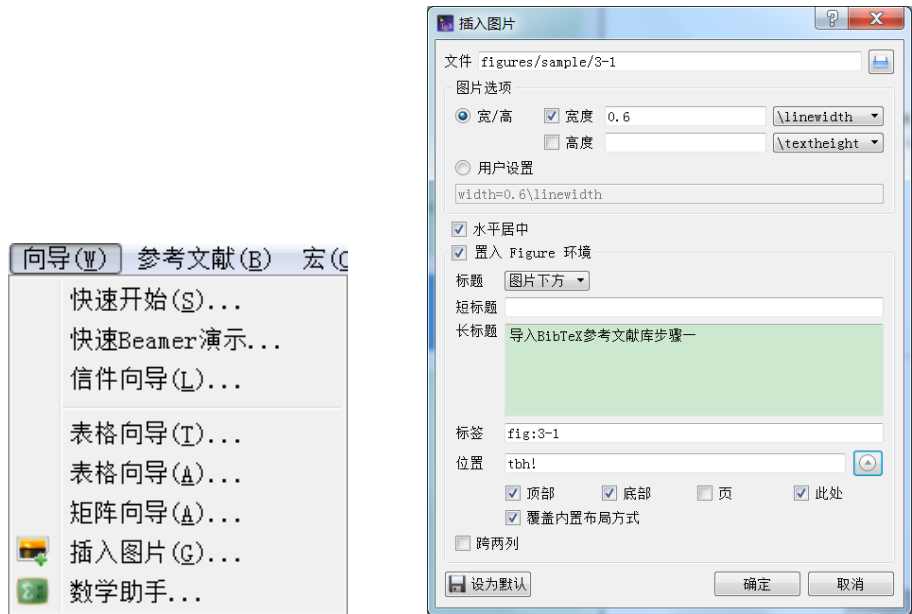 向导(W) 参考文献(B) 宏(
快速开始(S)...
快速Beamer演示...
信件向导(L)...
表格向导(T)...
表格向导(A)...
矩阵向导(A)...
插入图片(G)...
数学助手...
插入图片
文件 figures/sample/3-1
图片选项
宽/高 宽度 0.6 \linewidth
高度 \textheight
用户设置
width=0.6\linewidth
水平居中
置入 Figure 环境
标题 图片下方
短标题
长标题 导入BibTeX参考文献库步骤一
标签 fig:3-1
位置 tbh!
顶部 底部 页 此处
覆盖内置布局方式
跨两列
设为默认 确定 取消